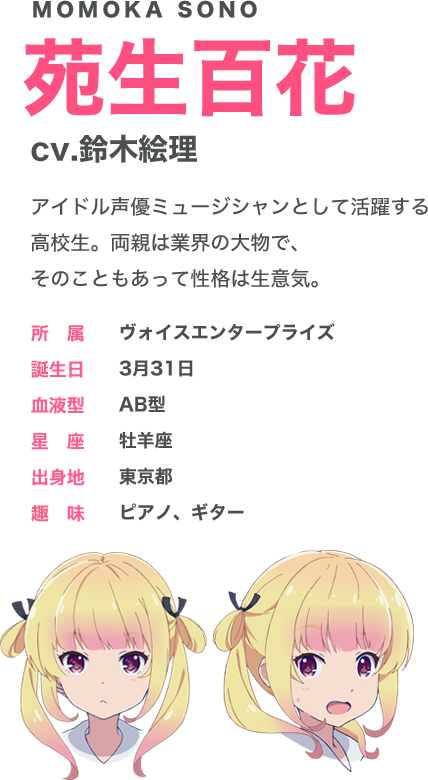 MOMOKA SONO
苑生百花
cv.鈴木絵理
アイドル声優ミュージシャンとして活躍する
高校生。両親は業界の大物で、
そのこともあって性格は生意気。
所　属　ヴォイスエンタープライズ
誕生日　3月31日
血液型　AB型
星　座　牡羊座
出身地　東京都
趣　味　ピアノ、ギター